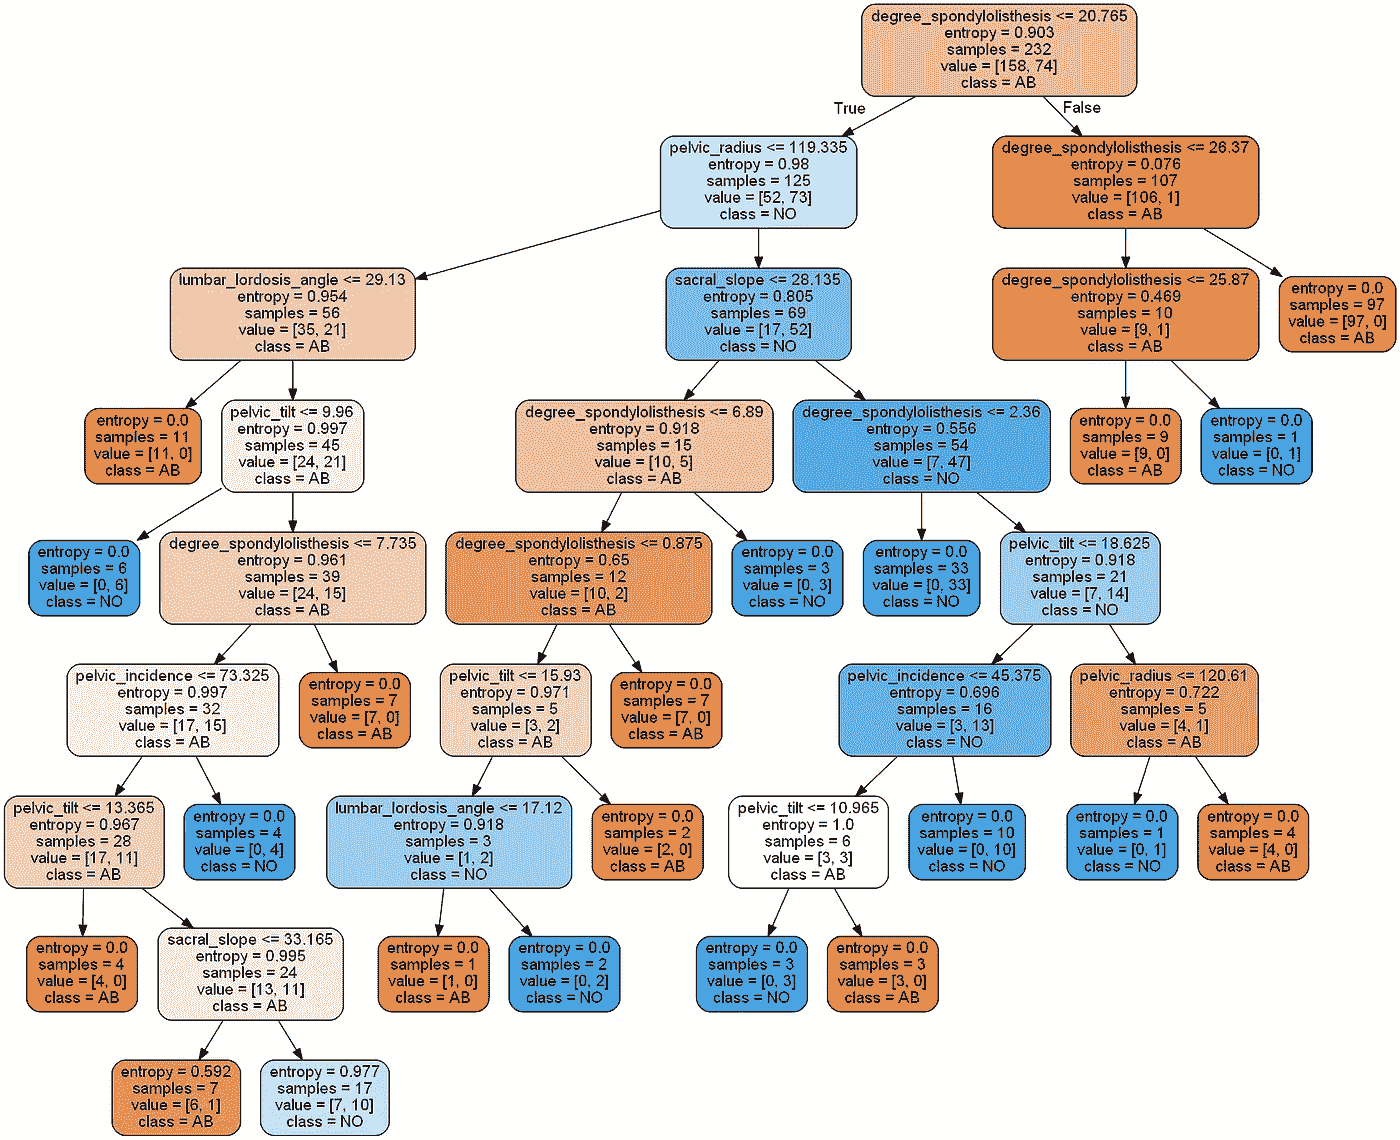 degree_spondylolisthesis <= 20.765
entropy = 0.903
samples = 232
value = [158, 74]
class = AB
True
False
pelvic_radius <= 119.335
entropy = 0.98
samples = 125
value = [52, 73]
class = NO
degree_spondylolisthesis <= 26.37
entropy = 0.076
samples = 107
value = [106, 1]
class = AB
lumbar_lordosis_angle <= 29.13
entropy = 0.954
samples = 56
value = [35, 21]
class = AB
sacral_slope <= 28.135
entropy = 0.805
samples = 69
value = [17, 52]
class = NO
degree_spondylolisthesis <= 25.87
entropy = 0.469
samples = 10
value = [9, 1]
class = AB
entropy = 0.0
samples = 97
value = [97, 0]
class = AB
entropy = 0.0
samples = 11
value = [11, 0]
class = AB
pelvic_tilt <= 9.96
entropy = 0.997
samples = 45
value = [24, 21]
class = AB
degree_spondylolisthesis <= 6.89
entropy = 0.918
samples = 15
value = [10, 5]
class = AB
degree_spondylolisthesis <= 2.36
entropy = 0.556
samples = 54
value = [7, 47]
class = NO
entropy = 0.0
samples = 9
value = [9, 0]
class = AB
entropy = 0.0
samples = 1
value = [0, 1]
class = NO
entropy = 0.0
samples = 6
value = [0, 6]
class = NO
degree_spondylolisthesis <= 7.735
entropy = 0.961
samples = 39
value = [24, 15]
class = AB
degree_spondylolisthesis <= 0.875
entropy = 0.65
samples = 12
value = [10, 2]
class = AB
entropy = 0.0
samples = 3
value = [0, 3]
class = NO
entropy = 0.0
samples = 33
value = [0, 33]
class = NO
pelvic_tilt <= 18.625
entropy = 0.918
samples = 21
value = [7, 14]
class = NO
pelvic_incidence <= 73.325
entropy = 0.997
samples = 32
value = [17, 15]
class = AB
entropy = 0.0
samples = 7
value = [7, 0]
class = AB
pelvic_tilt <= 15.93
entropy = 0.971
samples = 5
value = [3, 2]
class = AB
entropy = 0.0
samples = 7
value = [7, 0]
class = AB
pelvic_incidence <= 45.375
entropy = 0.696
samples = 16
value = [3, 13]
class = NO
pelvic_radius <= 120.61
entropy = 0.722
samples = 5
value = [4, 1]
class = AB
pelvic_tilt <= 13.365
entropy = 0.967
samples = 28
value = [17, 11]
class = AB
entropy = 0.0
samples = 4
value = [0, 4]
class = NO
lumbar_lordosis_angle <= 17.12
entropy = 0.918
samples = 3
value = [1, 2]
class = NO
entropy = 0.0
samples = 2
value = [2, 0]
class = AB
pelvic_tilt <= 10.965
entropy = 1.0
samples = 6
value = [3, 3]
class = AB
entropy = 0.0
samples = 10
value = [0, 10]
class = NO
entropy = 0.0
samples = 1
value = [0, 1]
class = NO
entropy = 0.0
samples = 4
value = [4, 0]
class = AB
entropy = 0.0
samples = 4
value = [4, 0]
class = AB
sacral_slope <= 33.165
entropy = 0.995
samples = 24
value = [13, 11]
class = AB
entropy = 0.0
samples = 1
value = [1, 0]
class = AB
entropy = 0.0
samples = 2
value = [0, 2]
class = NO
entropy = 0.0
samples = 3
value = [0, 3]
class = NO
entropy = 0.0
samples = 3
value = [3, 0]
class = AB
entropy = 0.592
samples = 7
value = [6, 1]
class = AB
entropy = 0.977
samples = 17
value = [7, 10]
class = NO